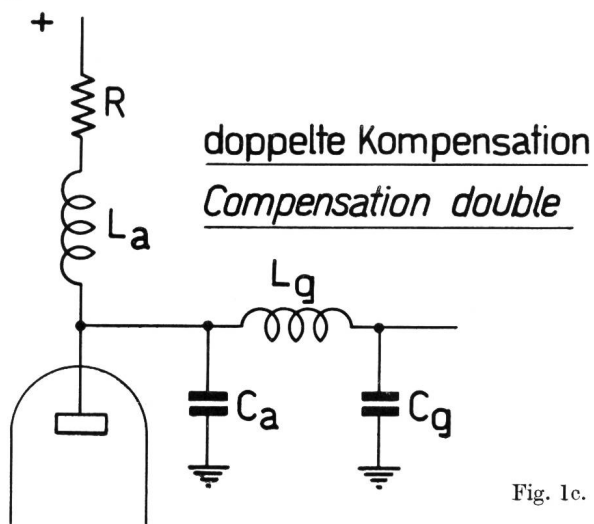 +
R
doppelte Kompensation
Compensation double
La
Lg
Ca
Cg
Fig. 1c.